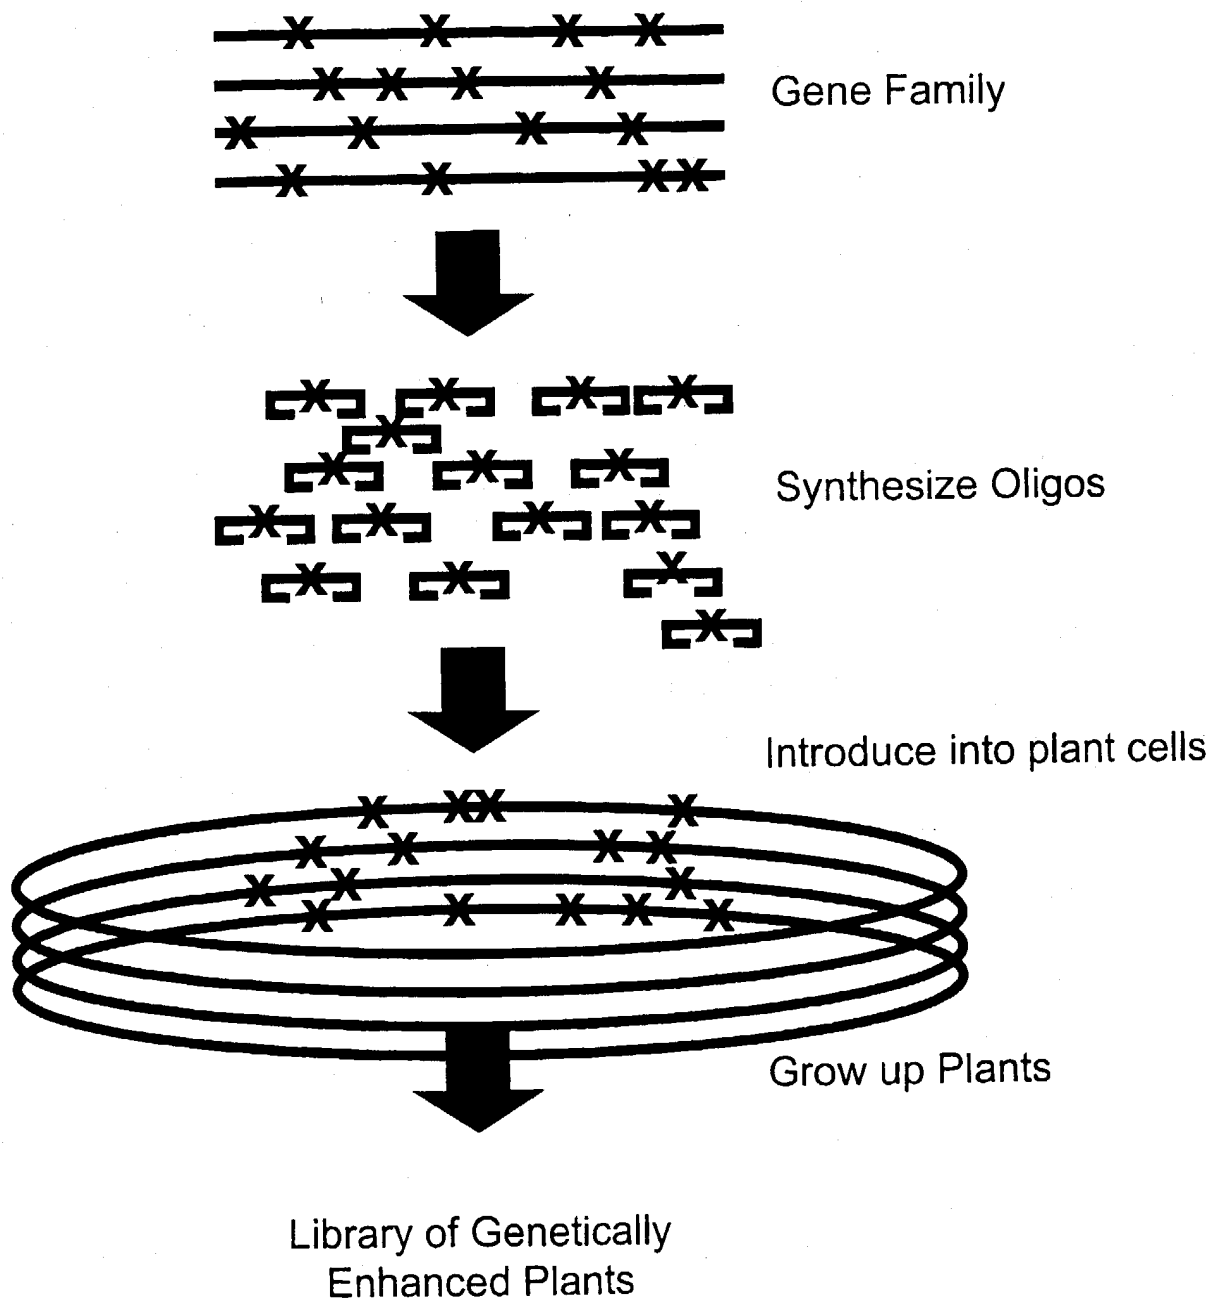 Gene Family
Synthesize Oligos
Introduce into plant cells
Grow up Plants
Library of Genetically
Enhanced Plants